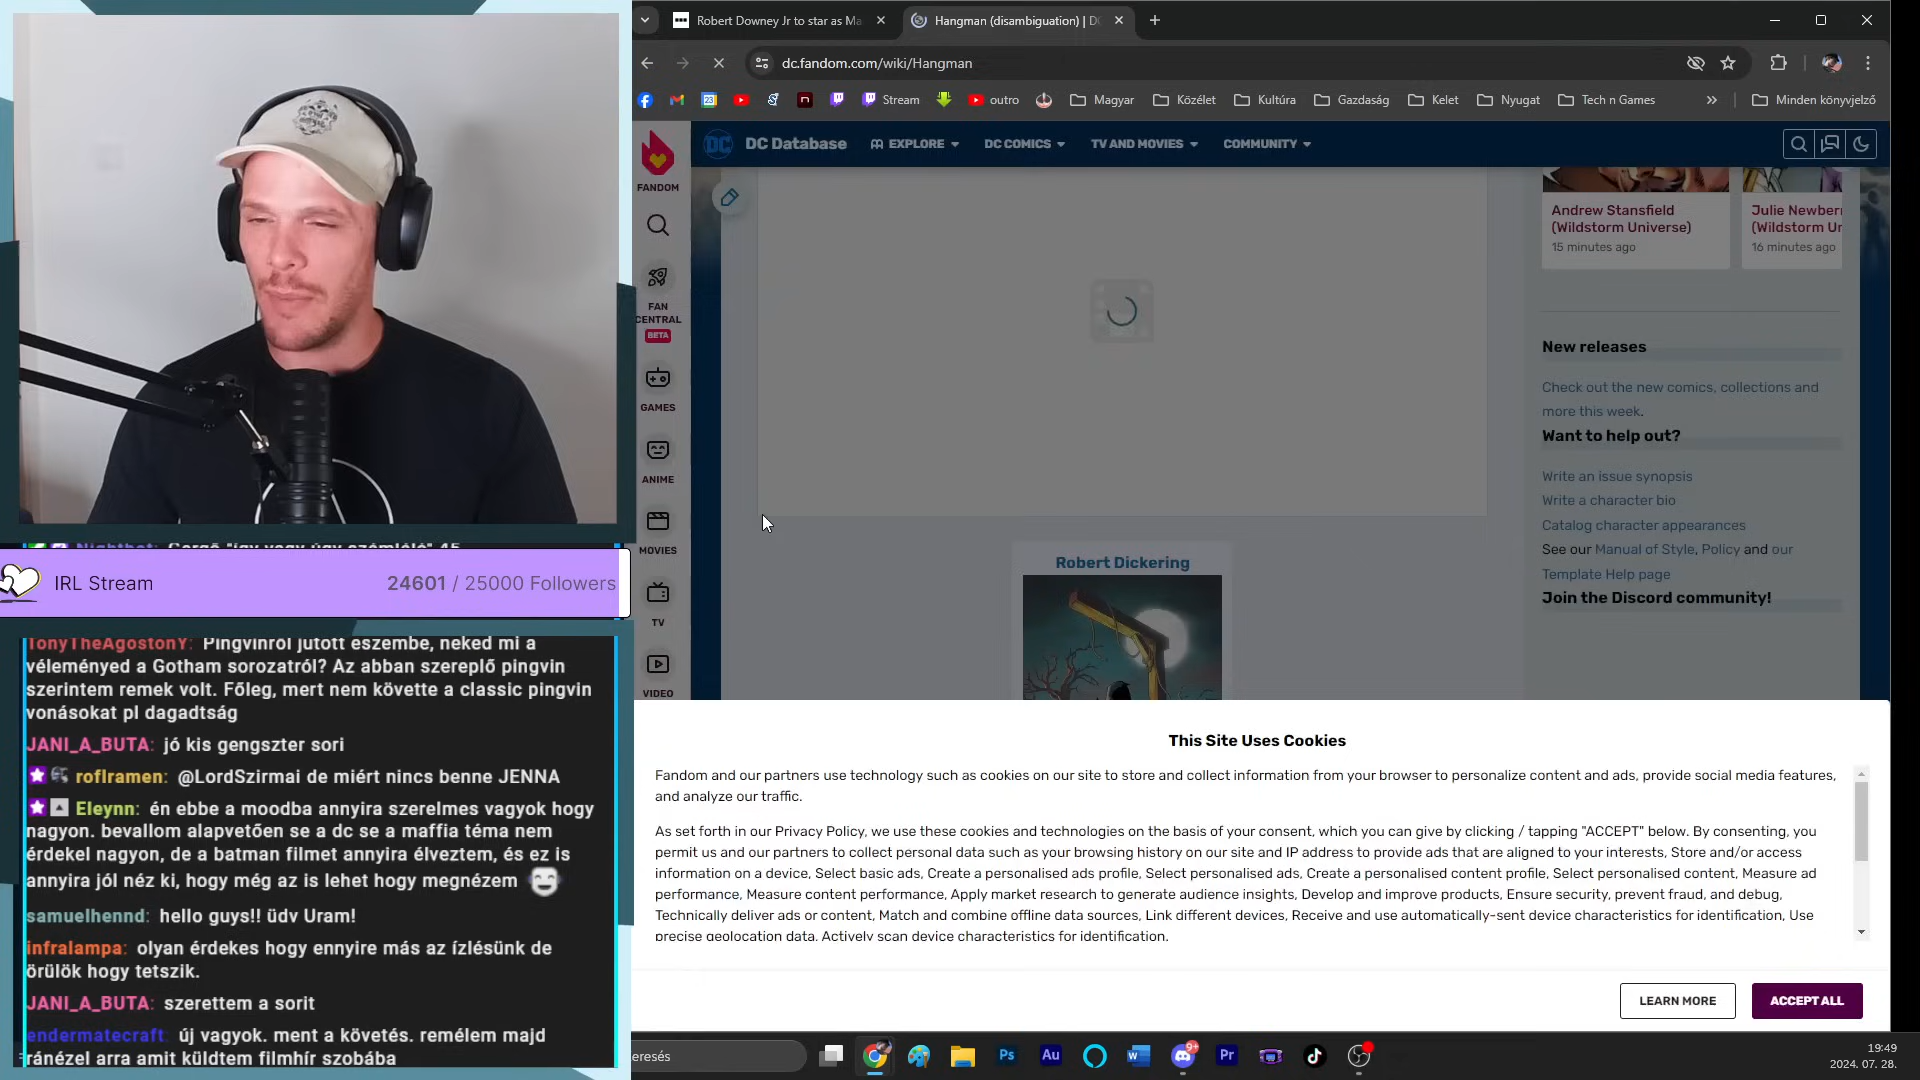 Robert Downey Jr to star as Ma
Hangman (disambiguation) | DC
dc.fandom.com/wiki/Hangman
Stream
outro
Magyar
Közélet
Kultúra
Gazdaság
Kelet
Nyugat
Tech n Games
Minden könyvjelző
FANDOM
DC Database
EXPLORE
DC COMICS
TV AND MOVIES
COMMUNITY
FAN
CENTRAL
BETA
GAMES
ANIME
MOVIES
TV
VIDEO
Andrew Stansfield
(Wildstorm Universe)
15 minutes ago
Julie Newber
(Wildstorm Ur
16 minutes ago
New releases
Check out the new comics, collections and
more this week.
Want to help out?
Write an issue synopsis
Write a character bio
Catalog character appearances
See our Manual of Style, Policy and our
Template Help page
Join the Discord community!
Robert Dickering
IRL Stream
24601 / 25000 Followers
TonyTheAgostonY: Pingvinről jutott eszembe, neked mi a
véleményed a Gotham sorozatról? Az abban szereplő pingvin
szerintem remek volt. Főleg, mert nem követte a classic pingvin
vonásokat pl dagadtság
JANI_A_BUTA: jó kis gengszter sori
roflramen: @LordSzirmai de miért nincs benne JENNA
Eleynn: én ebbe a moodba annyira szerelmes vagyok hogy
nagyon. bevallom alapvetően se a dc se a maffia téma nem
érdekel nagyon, de a batman filmet annyira élveztem, és ez is
annyira jól néz ki, hogy még az is lehet hogy megnézem
samuelhennd: hello guys!! üdv Uram!
infralampa: olyan érdekes hogy ennyire más az ízlésünk de
örülök hogy tetszik.
JANI_A_BUTA: szerettem a sorit
endermatecraft: új vagyok. ment a követés. remélem majd
ránézel arra amit küldtem filmhír szobába
This Site Uses Cookies
Fandom and our partners use technology such as cookies on our site to store and collect information from your browser to personalize content and ads, provide social media features,
and analyze our traffic.
As set forth in our Privacy Policy, we use these cookies and technologies on the basis of your consent, which you can give by clicking / tapping "ACCEPT" below. By consenting, you
permit us and our partners to collect personal data such as your browsing history on our site and IP address to provide ads that are aligned to your interests, Store and/or access
information on a device, Select basic ads, Create a personalised ads profile, Select personalised ads, Create a personalised content profile, Select personalised content, Measure ad
performance, Measure content performance, Apply market research to generate audience insights, Develop and improve products, Ensure security, prevent fraud, and debug,
Technically deliver ads or content, Match and combine offline data sources, Link different devices, Receive and use automatically-sent device characteristics for identification, Use
precise geolocation data, Actively scan device characteristics for identification.
LEARN MORE
ACCEPT ALL
eresés
Ps
Au
Pr
9+
19:49
2024. 07. 28.